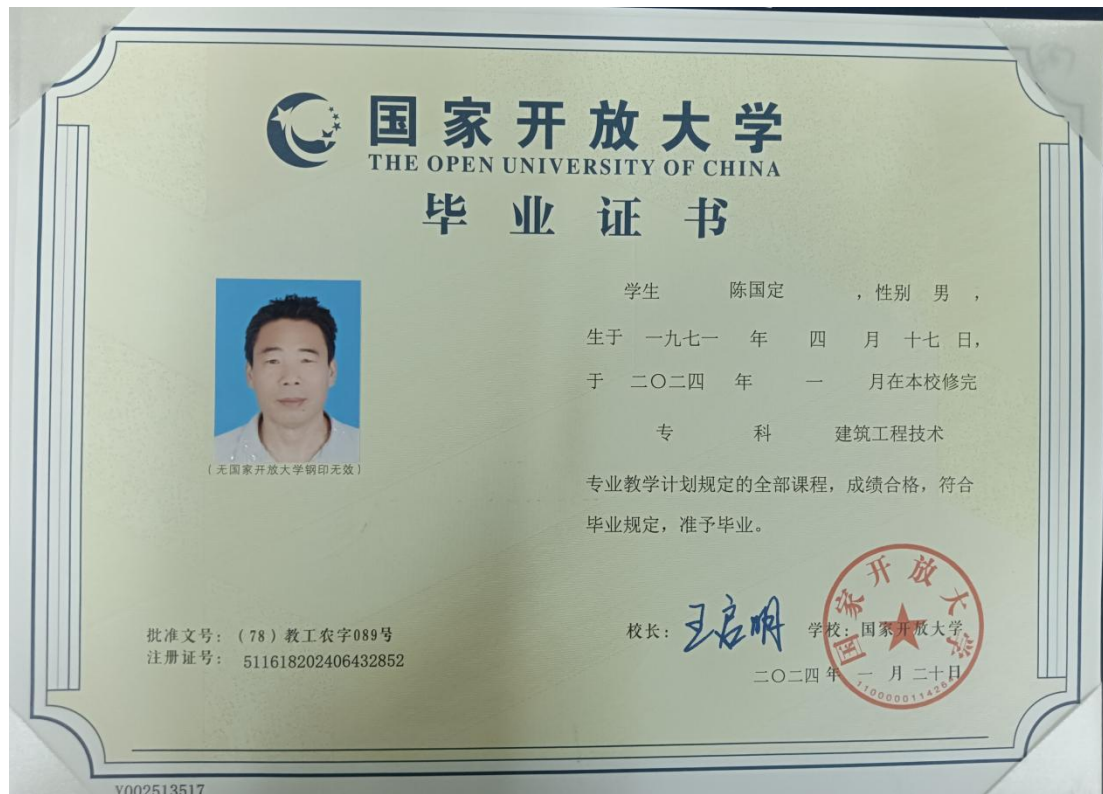 国家开放大学
THE OPEN UNIVERSITY OF CHINA
毕业证书
学生 陈国定 ，性别 男 ，
生于 一九七一 年 四 月 十七 日，
于 二〇二四 年 一 月在本校修完
专 科 建筑工程技术
专业教学计划规定的全部课程，成绩合格，符合
毕业规定，准予毕业。
（无国家开放大学钢印无效）
批准文号：（78）教工农字089号
注册证号： 511618202406432852
校长：王启明 学校：国家开放大学
二〇二四 年 一 月 二十日
国家开放大学
Y002513517